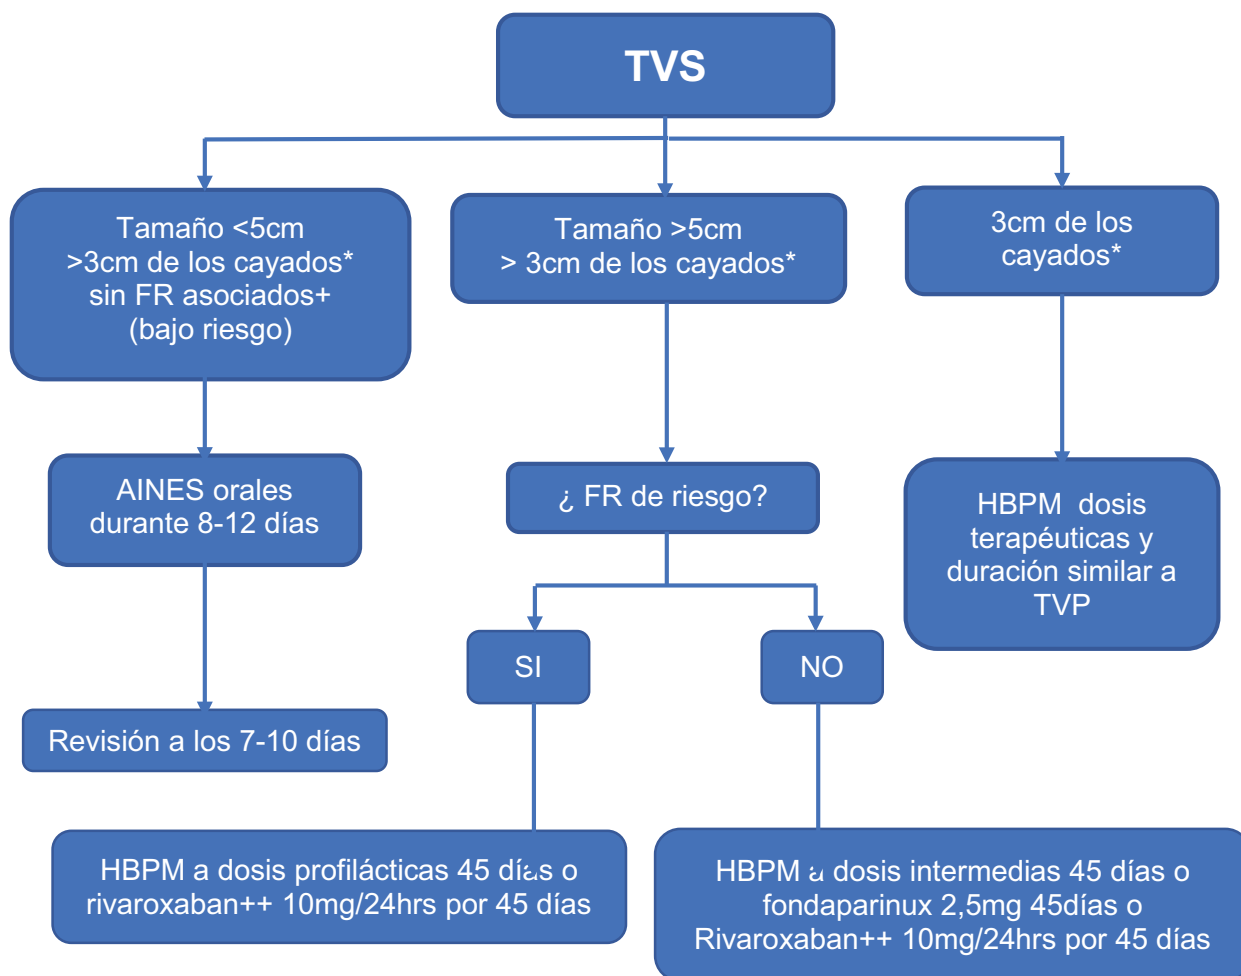 TVS
Tamaño <5cm
>3cm de los cayados*
sin FR asociados+
(bajo riesgo)
Tamaño >5cm
> 3cm de los cayados*
3cm de los
cayados*
AINES orales
durante 8-12 días
¿ FR de riesgo?
HBPM dosis
terapéuticas y
duración similar a
TVP
SI
NO
Revisión a los 7-10 días
HBPM a dosis profilácticas 45 días o
rivaroxaban++ 10mg/24hrs por 45 días
HBPM a dosis intermedias 45 días o
fondaparinux 2,5mg 45días o
Rivaroxaban++ 10mg/24hrs por 45 días